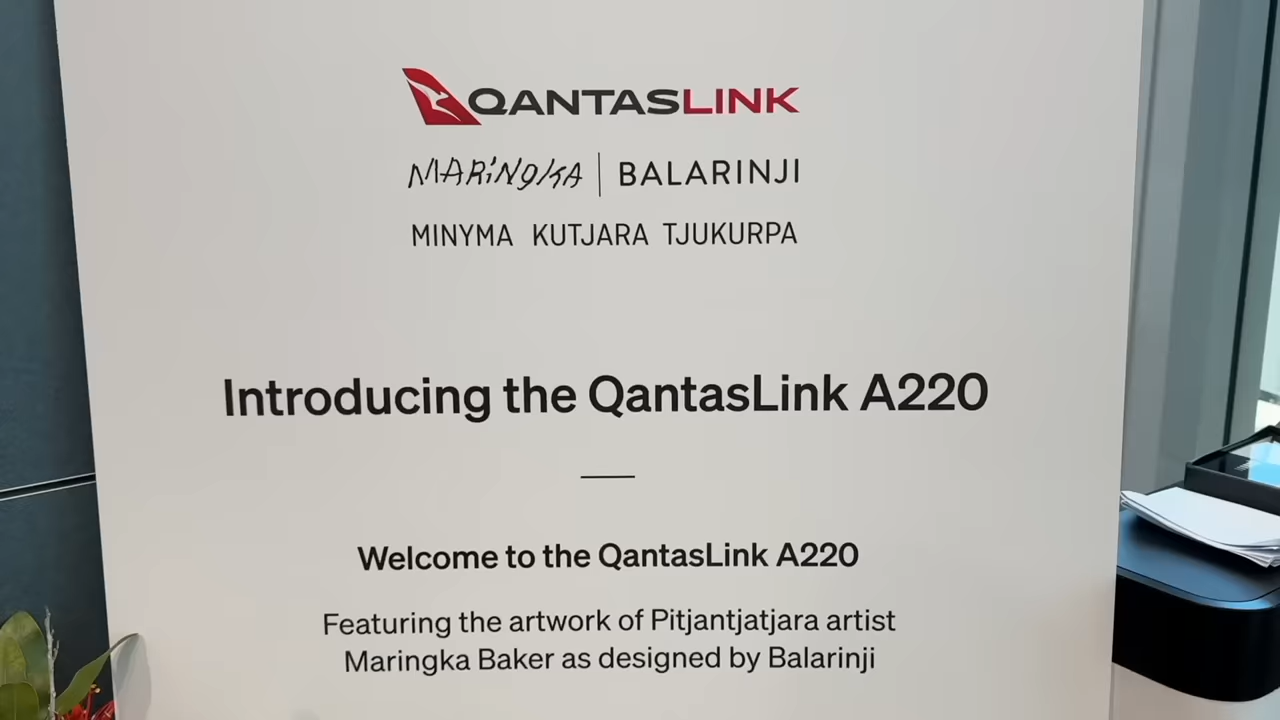 QANTASLINK
MARINGKA | BALARINJI
MINYMA KUTJARA TJUKURPA
Introducing the QantasLink A220
Welcome to the QantasLink A220
Featuring the artwork of Pitjantjatjara artist
Maringka Baker as designed by Balarinji